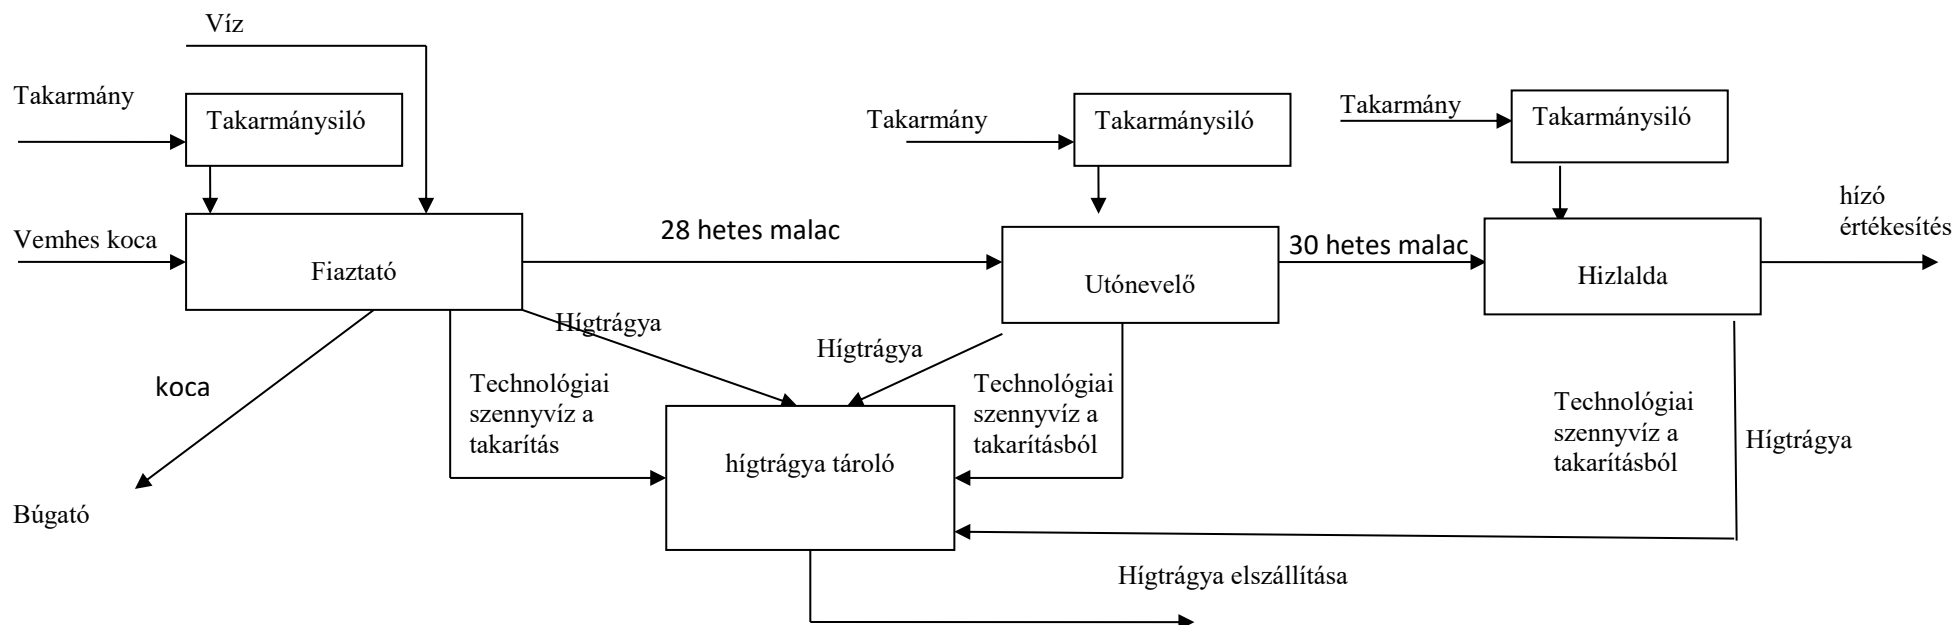 Víz
Takarmány
Takarmánysiló
Takarmány
Takarmánysiló
Takarmány
Takarmánysiló
Vemhes koca
Fiaztató
28 hetes malac
Utónevelő
30 hetes malac
Hizlalda
hízó
értékesítés
koca
Búgató
Hígtrágya
Technológiai
szennyvíz a
takarítás
Hígtrágya
Technológiai
szennyvíz a
takarításból
hígtrágya tároló
Technológiai
szennyvíz a
takarításból
Hígtrágya
Hígtrágya elszállítása